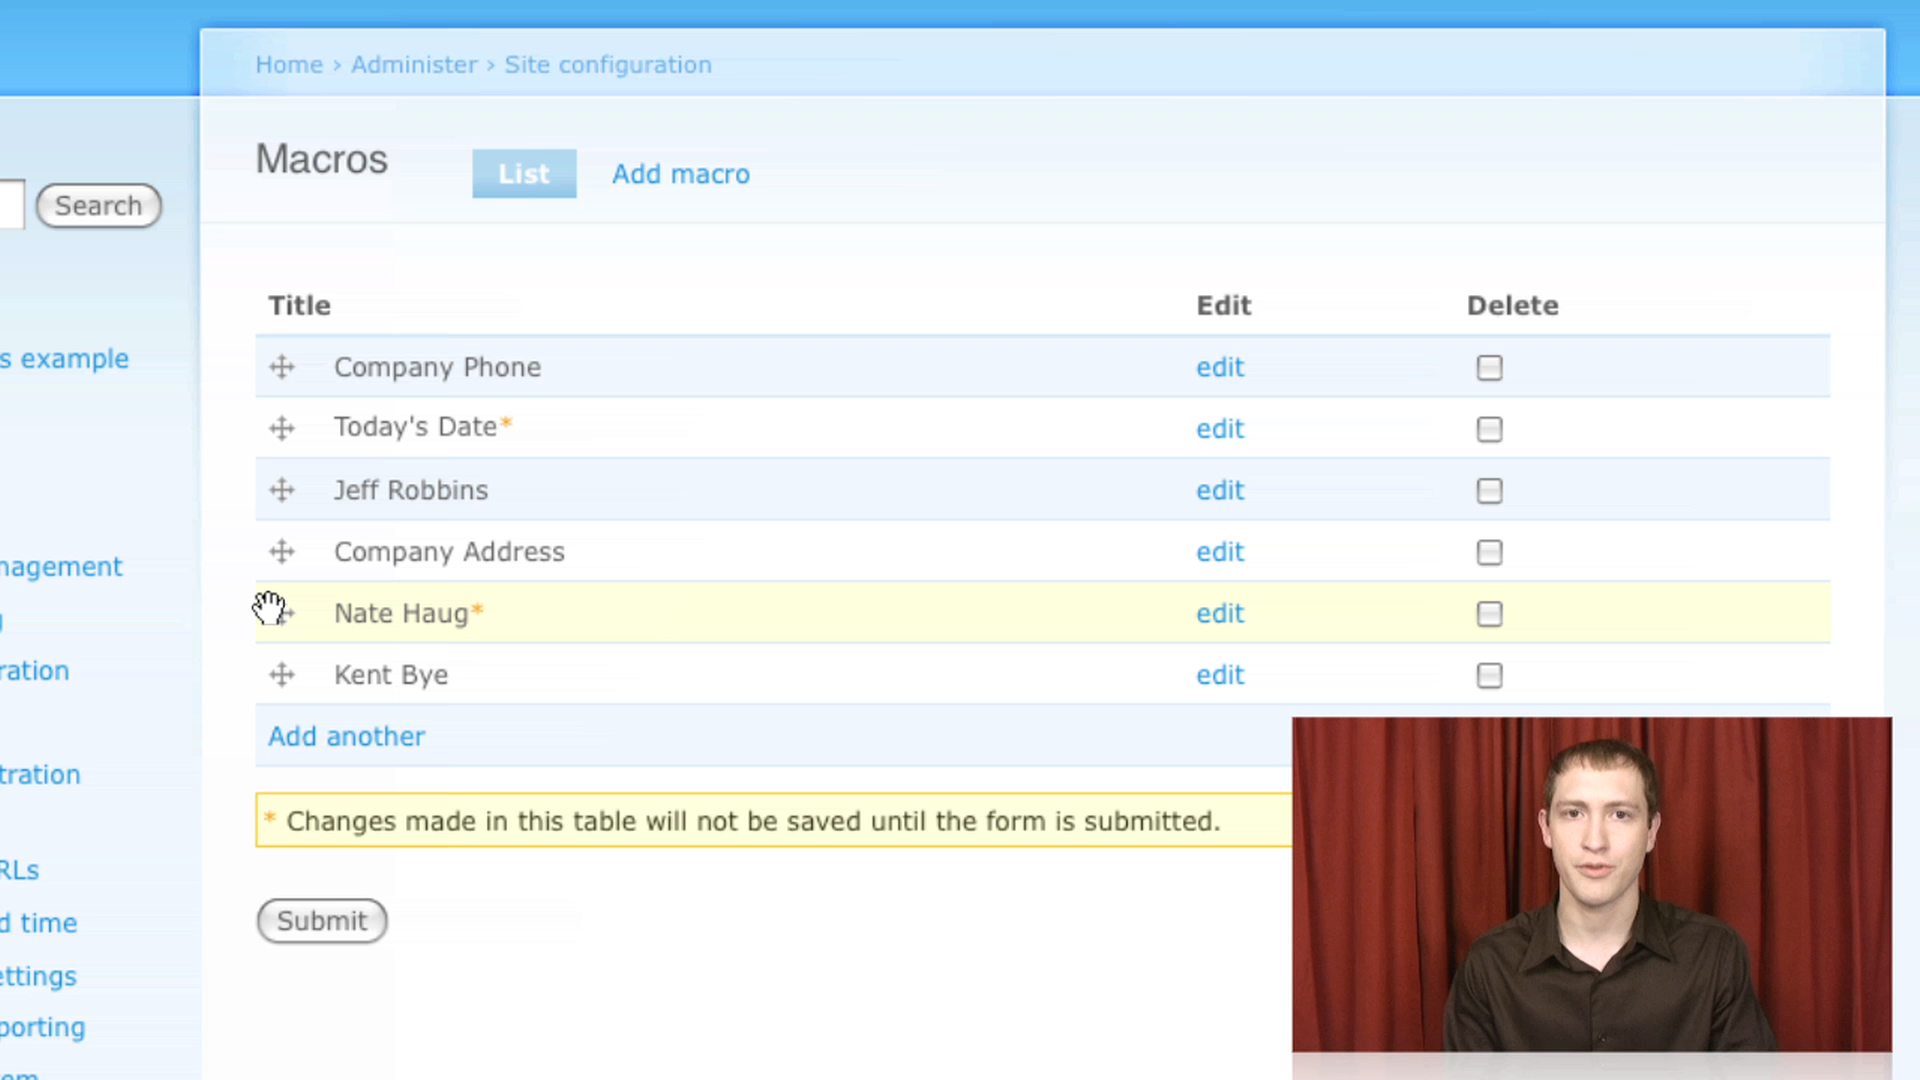 Home › Administer › Site configuration
Macros
List
Add macro
Search
Title Edit Delete
s example
Company Phone edit
Today's Date* edit
Jeff Robbins edit
Company Address edit
nagement
Nate Haug* edit
ration
Kent Bye edit
Add another
tration
* Changes made in this table will not be saved until the form is submitted.
RLs
d time
Submit
ettings
porting